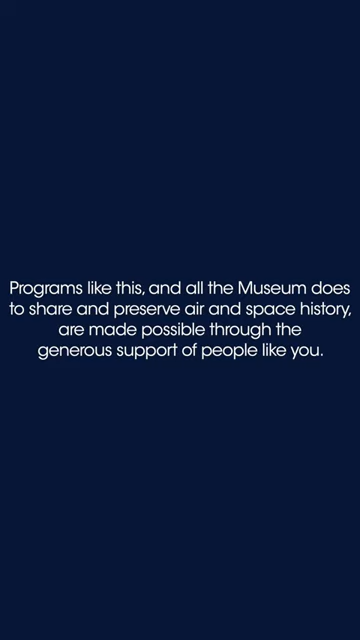 Programs like this, and all the Museum does
to share and preserve air and space history,
are made possible through the
generous support of people like you.